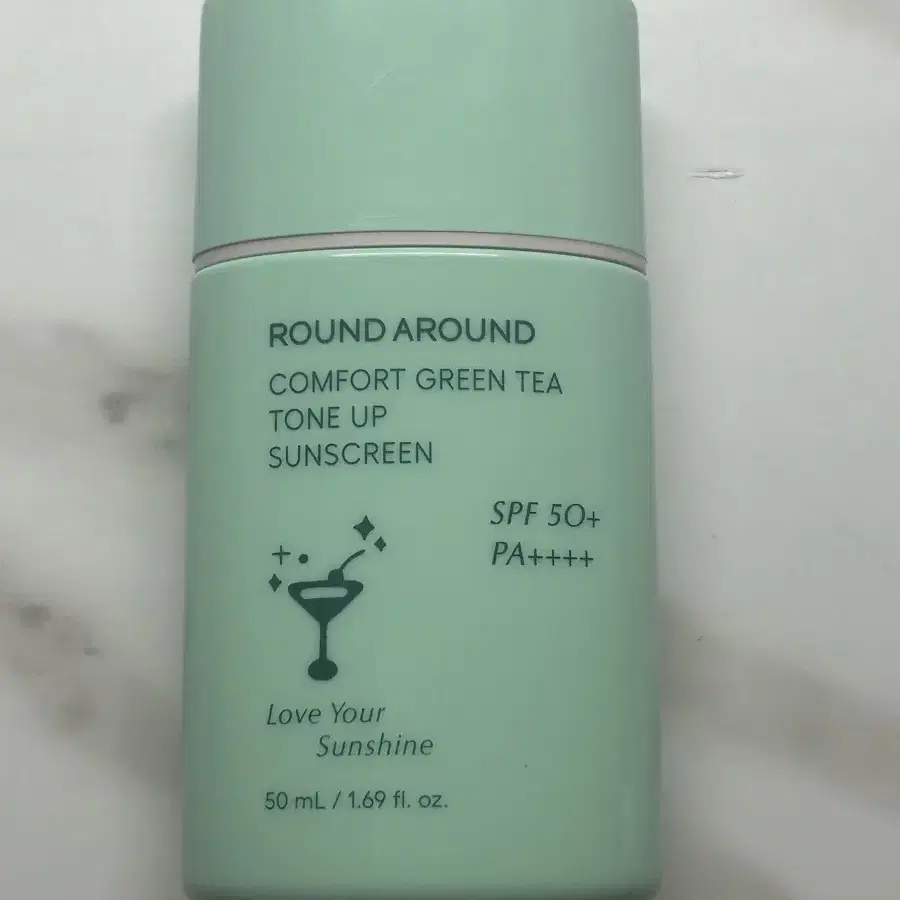 ROUND AROUND
COMFORT GREEN TEA
TONE UP
SUNSCREEN
SPF 50+
PA++++
Love Your
Sunshine
50 mL / 1.69 fl. oz.